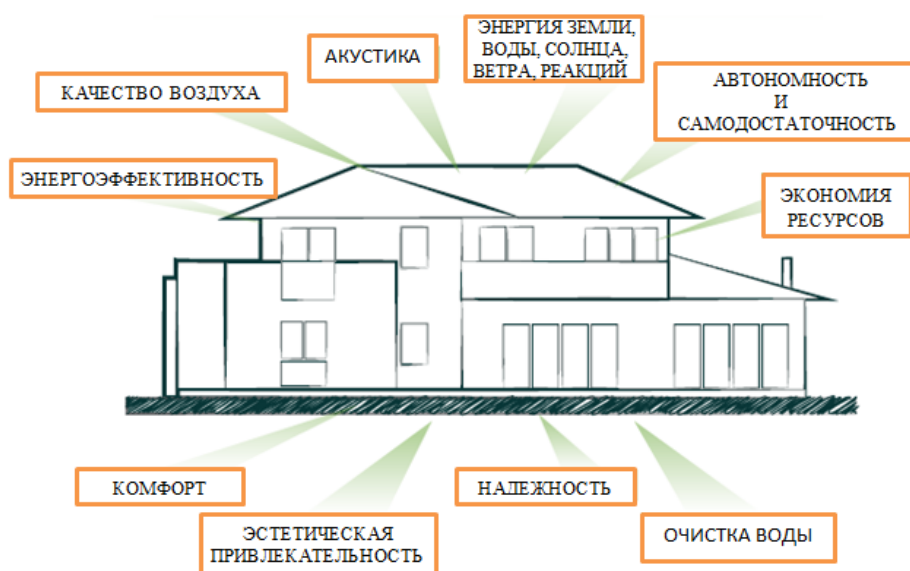 ЭНЕРГИЯ ЗЕМЛИ,
ВОДЫ, СОЛНЦА,
ВЕТРА, РЕАКЦИЙ
АКУСТИКА
КАЧЕСТВО ВОЗДУХА
АВТОНОМНОСТЬ
И
САМОДОСТАТОЧНОСТЬ
ЭНЕРГОЭФФЕКТИВНОСТЬ
ЭКОНОМИЯ
РЕСУРСОВ
КОМФОРТ
НАДЕЖНОСТЬ
ЭСТЕТИЧЕСКАЯ
ПРИВЛЕКАТЕЛЬНОСТЬ
ОЧИСТКА ВОДЫ